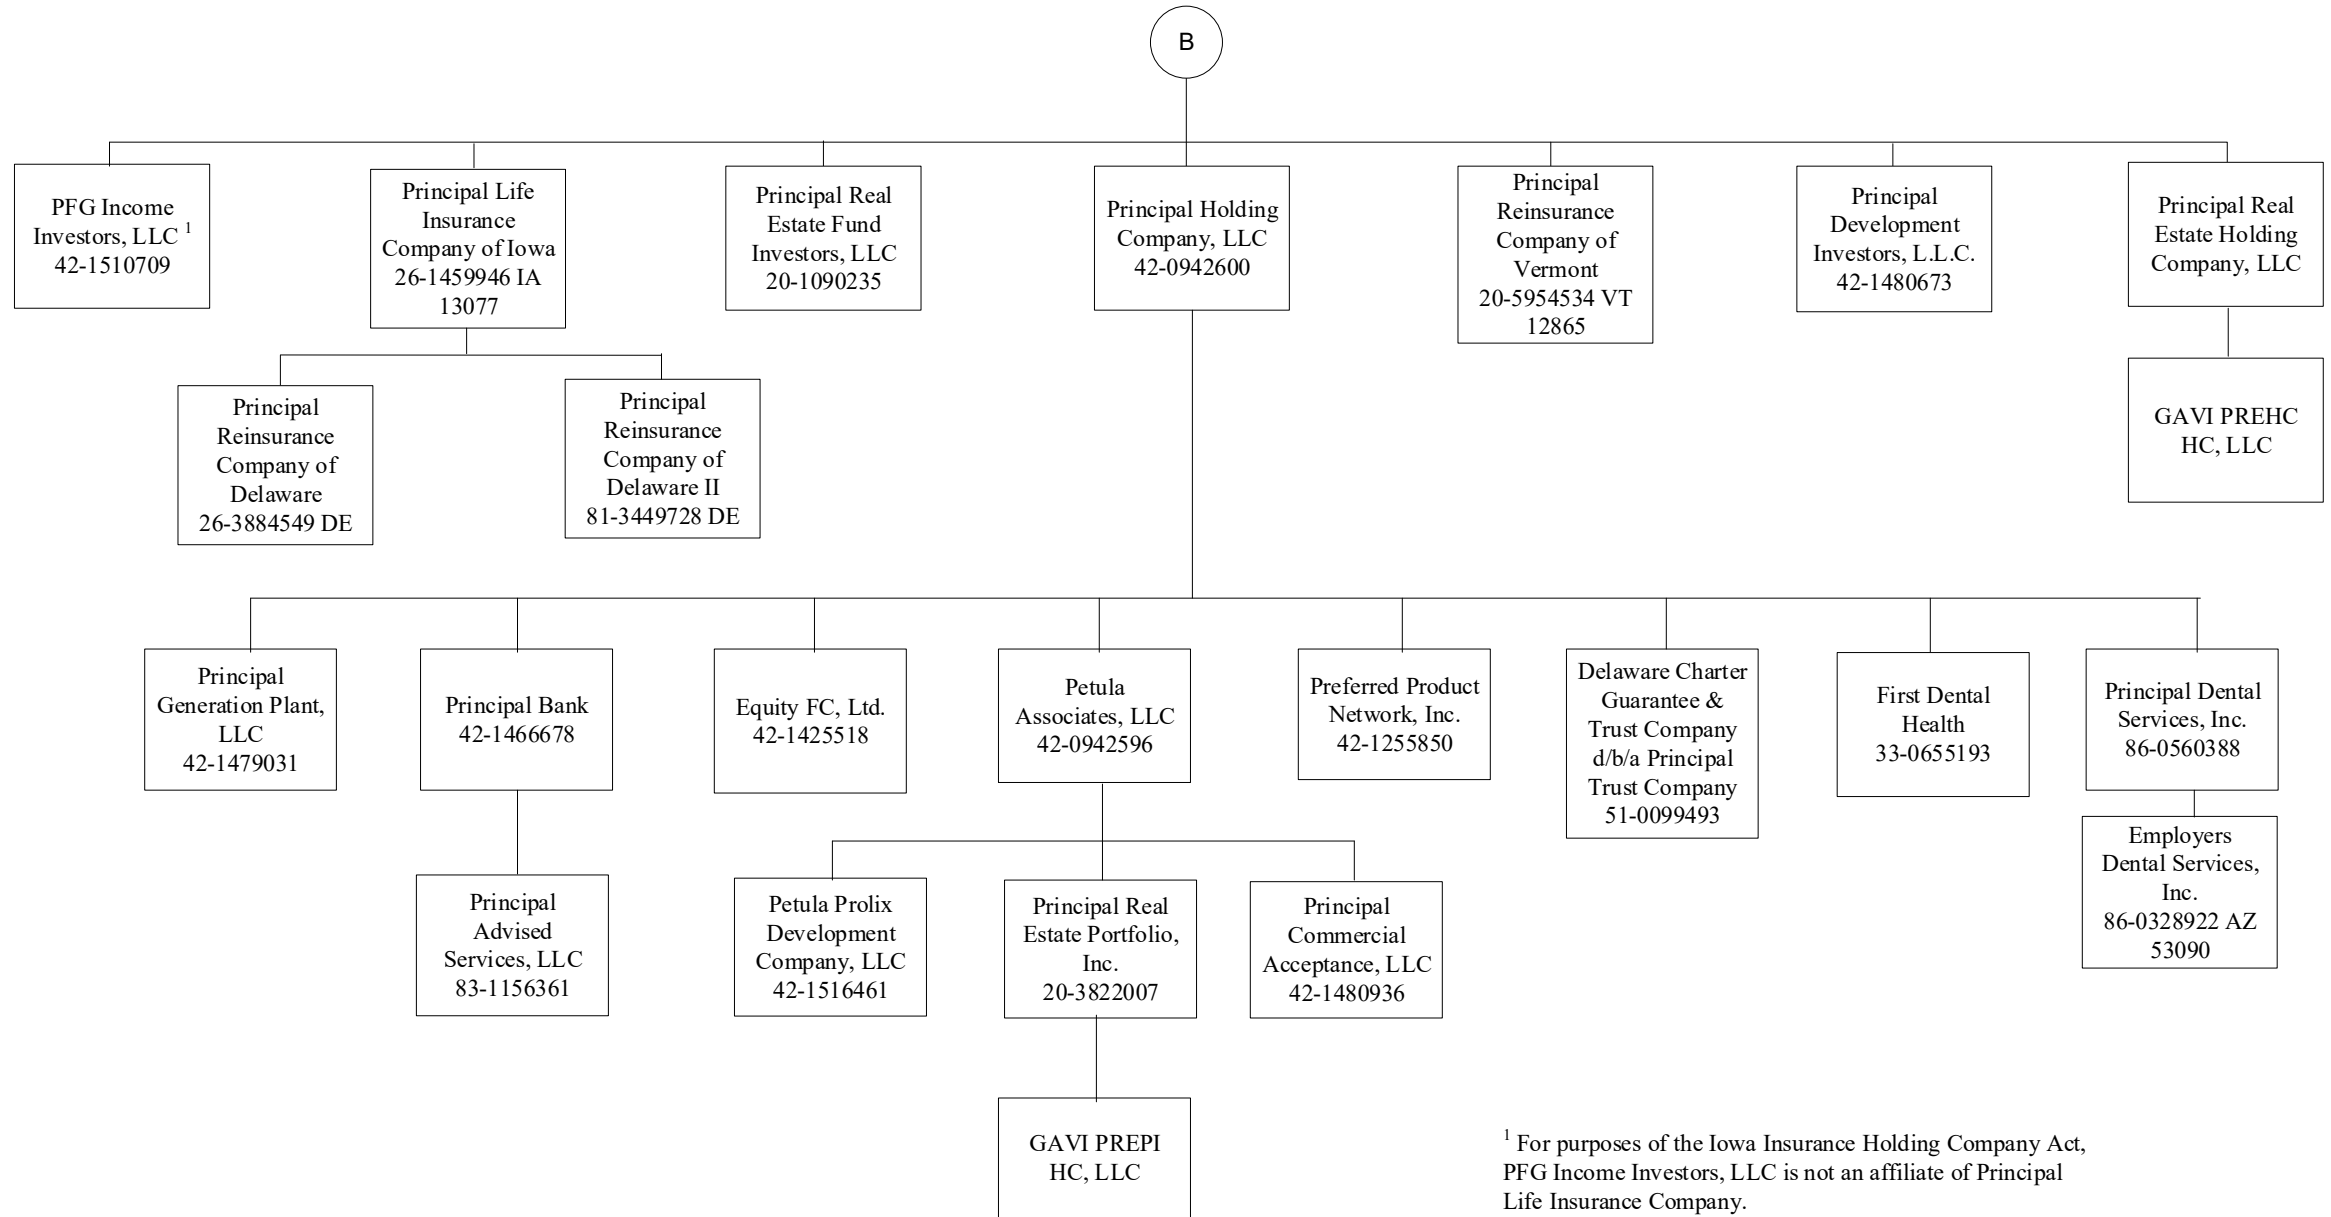 B
PFG Income
Investors, LLC 1
42-1510709
Principal Life
Insurance
Company of Iowa
26-1459946 IA
13077
Principal Real
Estate Fund
Investors, LLC
20-1090235
Principal Holding
Company, LLC
42-0942600
Principal
Reinsurance
Company of
Vermont
20-5954534 VT
12865
Principal
Development
Investors, L.L.C.
42-1480673
Principal Real
Estate Holding
Company, LLC
Principal
Reinsurance
Company of
Delaware
26-3884549 DE
Principal
Reinsurance
Company of
Delaware II
81-3449728 DE
GAVI PREHC
HC, LLC
Principal
Generation Plant,
LLC
42-1479031
Principal Bank
42-1466678
Equity FC, Ltd.
42-1425518
Petula
Associates, LLC
42-0942596
Preferred Product
Network, Inc.
42-1255850
Delaware Charter
Guarantee &
Trust Company
d/b/a Principal
Trust Company
51-0099493
First Dental
Health
33-0655193
Principal Dental
Services, Inc.
86-0560388
Principal
Advised
Services, LLC
83-1156361
Petula Prolix
Development
Company, LLC
42-1516461
Principal Real
Estate Portfolio,
Inc.
20-3822007
Principal
Commercial
Acceptance, LLC
42-1480936
Employers
Dental Services,
Inc.
86-0328922 AZ
53090
GAVI PREPI
HC, LLC
1 For purposes of the Iowa Insurance Holding Company Act,
PFG Income Investors, LLC is not an affiliate of Principal
Life Insurance Company.